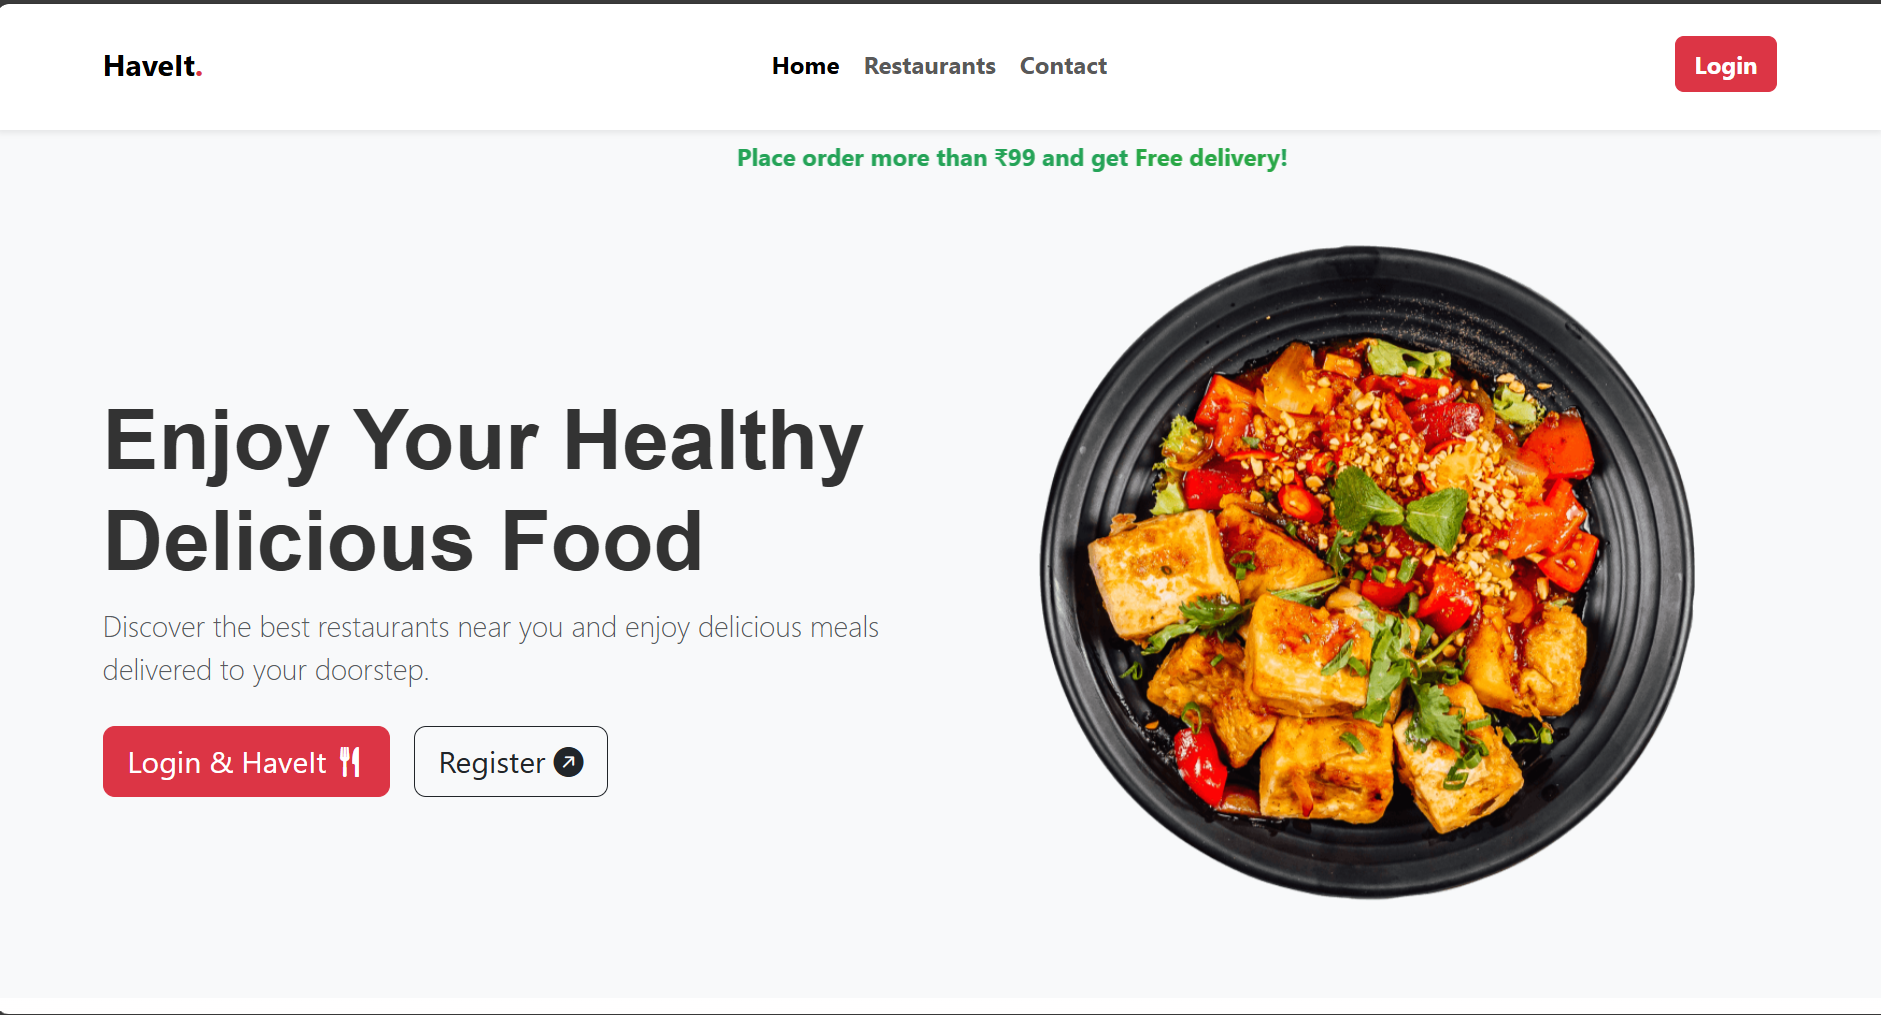 HaveIt.
Home Restaurants Contact
Login
Place order more than ₹99 and get Free delivery!
Enjoy Your Healthy
Delicious Food
Discover the best restaurants near you and enjoy delicious meals
delivered to your doorstep.
Login & HaveIt
Register